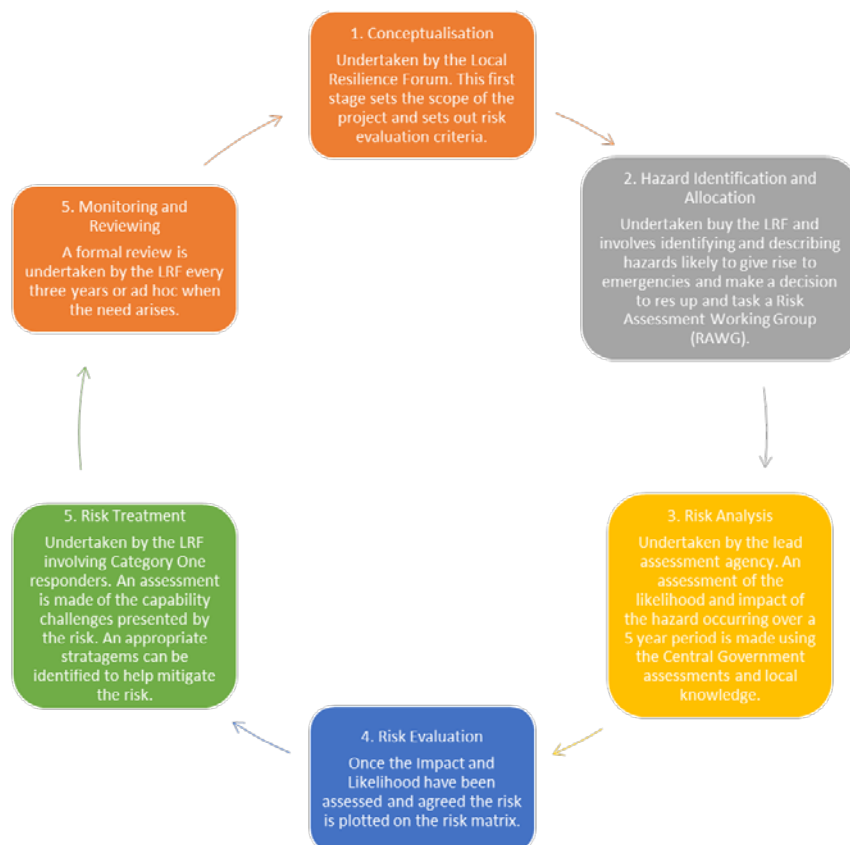 1. Conceptualisation
Undertaken by the Local
Resilience Forum. This first
stage sets the scope of the
project and sets out risk
evaluation criteria.
2. Hazard Identification and
Allocation
Undertaken buy the LRF and
involves identifying and describing
hazards likely to give rise to
emergencies and make a decision
to res up and task a Risk
Assessment Working Group
(RAWG).
3. Risk Analysis
Undertaken by the lead
assessment agency. An
assessment of the
likelihood and impact of
the hazard occurring over a
5 year period is made using
the Central Government
assessments and local
knowledge.
4. Risk Evaluation
Once the Impact and
Likelihood have been
assessed and agreed the risk
is plotted on the risk matrix.
5. Risk Treatment
Undertaken by the LRF
involving Category One
responders. An assessment
is made of the capability
challenges presented by
the risk. An appropriate
stratagems can be
identified to help mitigate
the risk.
5. Monitoring and
Reviewing
A formal review is
undertaken by the LRF every
three years or ad hoc when
the need arises.